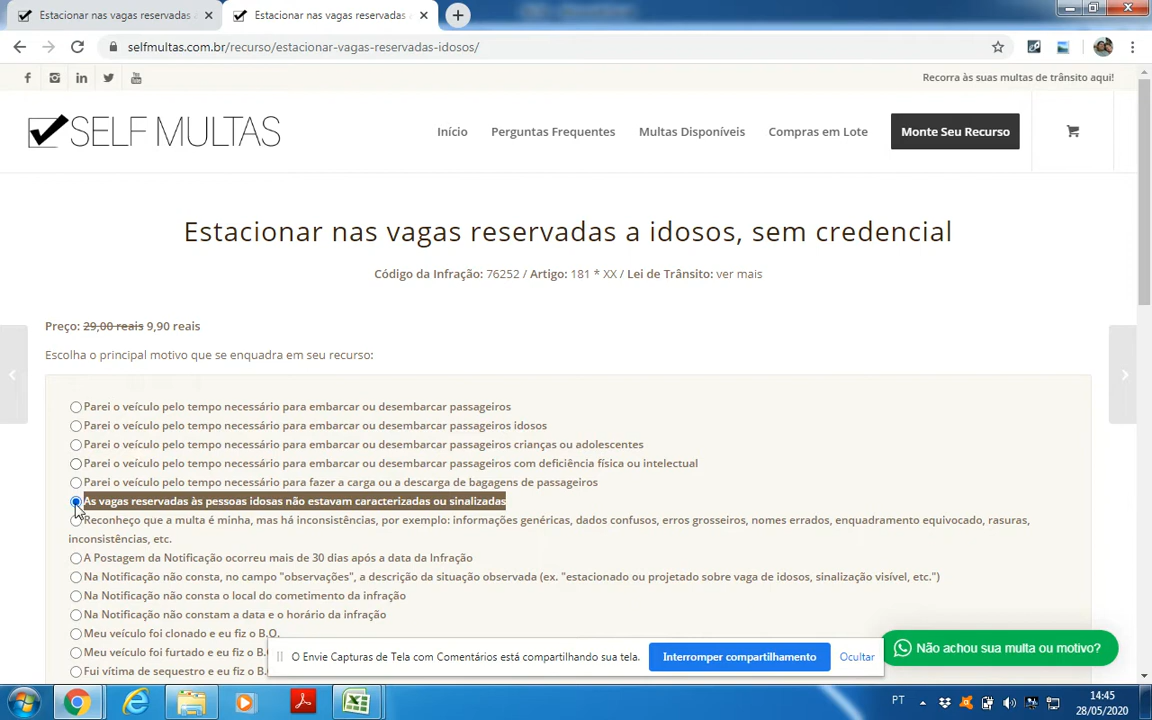 Estacionar nas vagas reservadas
Estacionar nas vagas reservadas
selfmultas.com.br/recurso/estacionar-vagas-reservadas-idosos/
Recorra às suas multas de trânsito aqui!
SELF MULTAS
Início
Perguntas Frequentes
Multas Disponíveis
Compras em Lote
Monte Seu Recurso
Estacionar nas vagas reservadas a idosos, sem credencial
Código da Infração: 76252 / Artigo: 181 * XX / Lei de Trânsito: ver mais
Preço: 29,00 reais 9,90 reais
Escolha o principal motivo que se enquadra em seu recurso:
Parei o veículo pelo tempo necessário para embarcar ou desembarcar passageiros
Parei o veículo pelo tempo necessário para embarcar ou desembarcar passageiros idosos
Parei o veículo pelo tempo necessário para embarcar ou desembarcar passageiros crianças ou adolescentes
Parei o veículo pelo tempo necessário para embarcar ou desembarcar passageiros com deficiência física ou intelectual
Parei o veículo pelo tempo necessário para fazer a carga ou a descarga de bagagens de passageiros
As vagas reservadas às pessoas idosas não estavam caracterizadas ou sinalizadas
Reconheço que a multa é minha, mas há inconsistências, por exemplo: informações genéricas, dados confusos, erros grosseiros, nomes errados, enquadramento equivocado, rasuras,
inconsistências, etc.
A Postagem da Notificação ocorreu mais de 30 dias após a data da Infração
Na Notificação não consta, no campo "observações", a descrição da situação observada (ex. "estacionado ou projetado sobre vaga de idosos, sinalização visível, etc.")
Na Notificação não consta o local do cometimento da infração
Na Notificação não constam a data e o horário da infração
Meu veículo foi clonado e eu fiz o B.O.
Meu veículo foi furtado e eu fiz o B.O
Fui vítima de sequestro e eu fiz o B.
O Envie Capturas de Tela com Comentários está compartilhando sua tela.
Interromper compartilhamento
Ocultar
Não achou sua multa ou motivo?
PT
14:45
28/05/2020